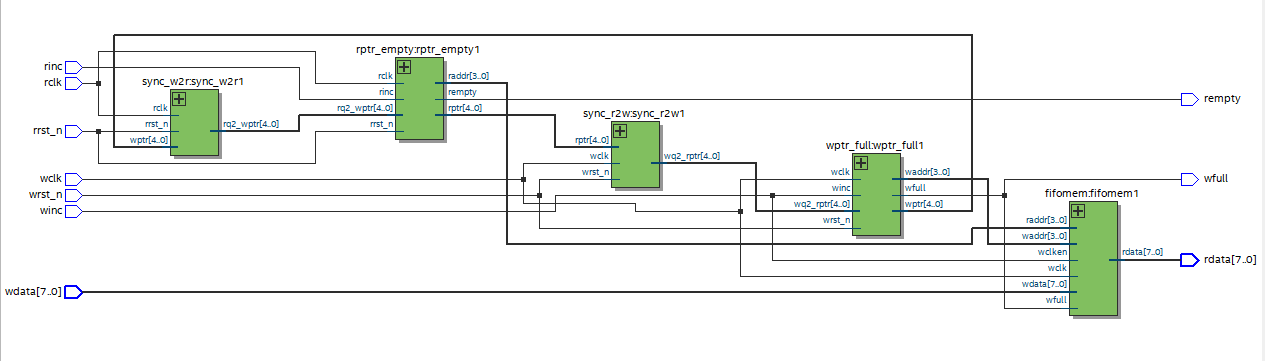 rinc
rclk
rrst_n
wclk
wrst_n
winc
wdata[7..0]
sync_w2r:sync_w2r1
rclk
rrst_n
wptr[4..0]
rq2_wptr[4..0]
rptr_empty:rptr_empty1
rclk
rinc
rq2_wptr[4..0]
rrst_n
raddr[3..0]
rempty
rptr[4..0]
sync_r2w:sync_r2w1
rptr[4..0]
wclk
wrst_n
wq2_rptr[4..0]
wptr_full:wptr_full1
wclk
winc
wq2_rptr[4..0]
wrst_n
waddr[3..0]
wfull
wptr[4..0]
fifomem:fifomem1
raddr[3..0]
waddr[3..0]
wclken
wclk
wdata[7..0]
wfull
rdata[7..0]
rempty
wfull
rdata[7..0]